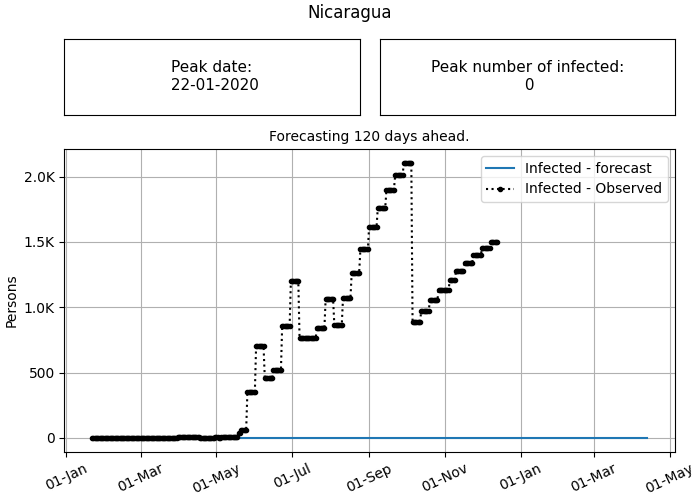 Nicaragua
Peak date:
22-01-2020
Peak number of infected:
0
Forecasting 120 days ahead.
Infected - forecast
Infected - Observed
2.0K
1.5K
1.0K
500
0
Persons
01-Jan
01-Mar
01-May
01-Jul
01-Sep
01-Nov
01-Jan
01-Mar
01-May